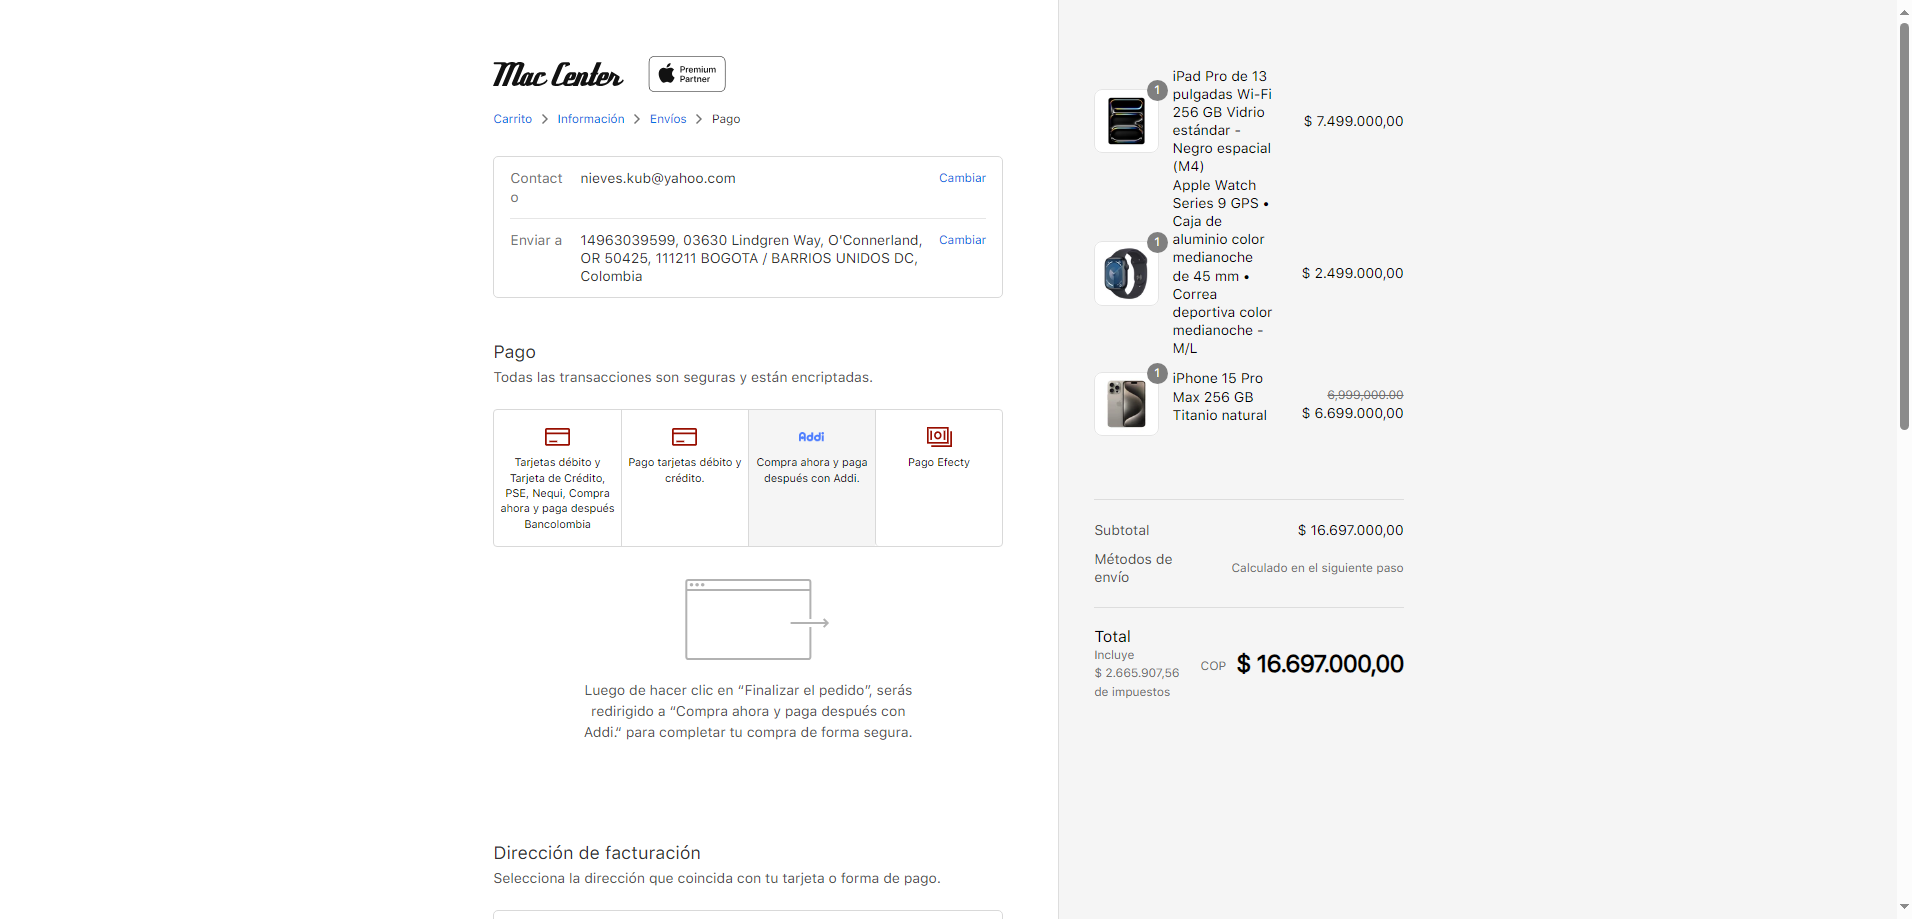 Mac Center
Premium
Partner
Carrito > Información > Envíos > Pago
Contact
o
nieves.kub@yahoo.com
Cambiar
Enviar a
14963039599, 03630 Lindgren Way, O'Connerland,
OR 50425, 111211 BOGOTA / BARRIOS UNIDOS DC,
Colombia
Cambiar
Pago
Todas las transacciones son seguras y están encriptadas.
Tarjetas débito y
Tarjeta de Crédito,
PSE, Nequi, Compra
ahora y paga después
Bancolombia
Pago tarjetas débito y
crédito.
Addi
Compra ahora y paga
después con Addi.
Pago Efecty
Luego de hacer clic en “Finalizar el pedido”, serás
redirigido a “Compra ahora y paga después con
Addi.“ para completar tu compra de forma segura.
Dirección de facturación
Selecciona la dirección que coincida con tu tarjeta o forma de pago.
1
iPad Pro de 13
pulgadas Wi-Fi
256 GB Vidrio
estándar -
Negro espacial
(M4)
$ 7.499.000,00
1
Apple Watch
Series 9 GPS •
Caja de
aluminio color
medianoche
de 45 mm •
Correa
deportiva color
medianoche -
M/L
$ 2.499.000,00
1
iPhone 15 Pro
Max 256 GB
Titanio natural
6,999,000.00
$ 6.699.000,00
Subtotal
$ 16.697.000,00
Métodos de
envío
Calculado en el siguiente paso
Total
Incluye
$ 2.665.907,56
de impuestos
COP $ 16.697.000,00